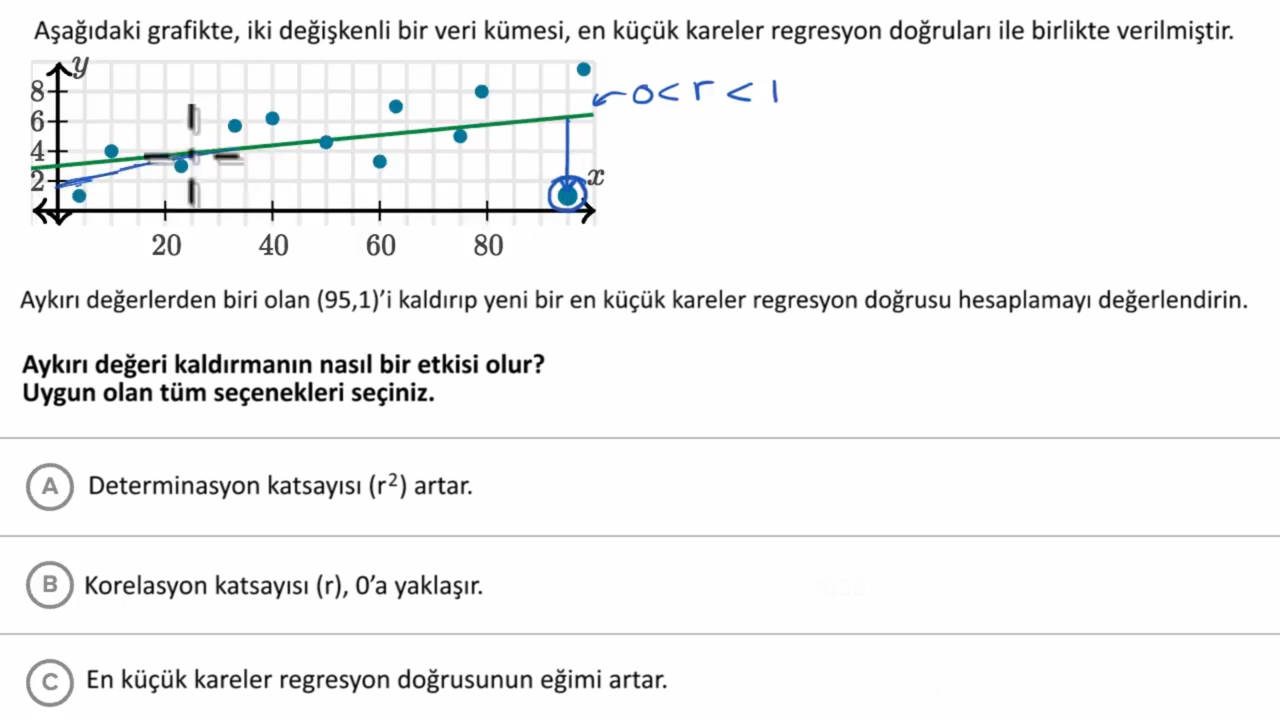 Aşağıdaki grafikte, iki değişkenli bir veri kümesi, en küçük kareler regresyon doğruları ile birlikte verilmiştir.
y
8
6
4
2
x
20 40 60 80
0 < r < 1
Aykırı değerlerden biri olan (95,1)’i kaldırıp yeni bir en küçük kareler regresyon doğrusu hesaplamayı değerlendirin.
Aykırı değeri kaldırmanın nasıl bir etkisi olur?
Uygun olan tüm seçenekleri seçiniz.
A Determinasyon katsayısı (r²) artar.
B Korelasyon katsayısı (r), 0’a yaklaşır.
C En küçük kareler regresyon doğrusunun eğimi artar.